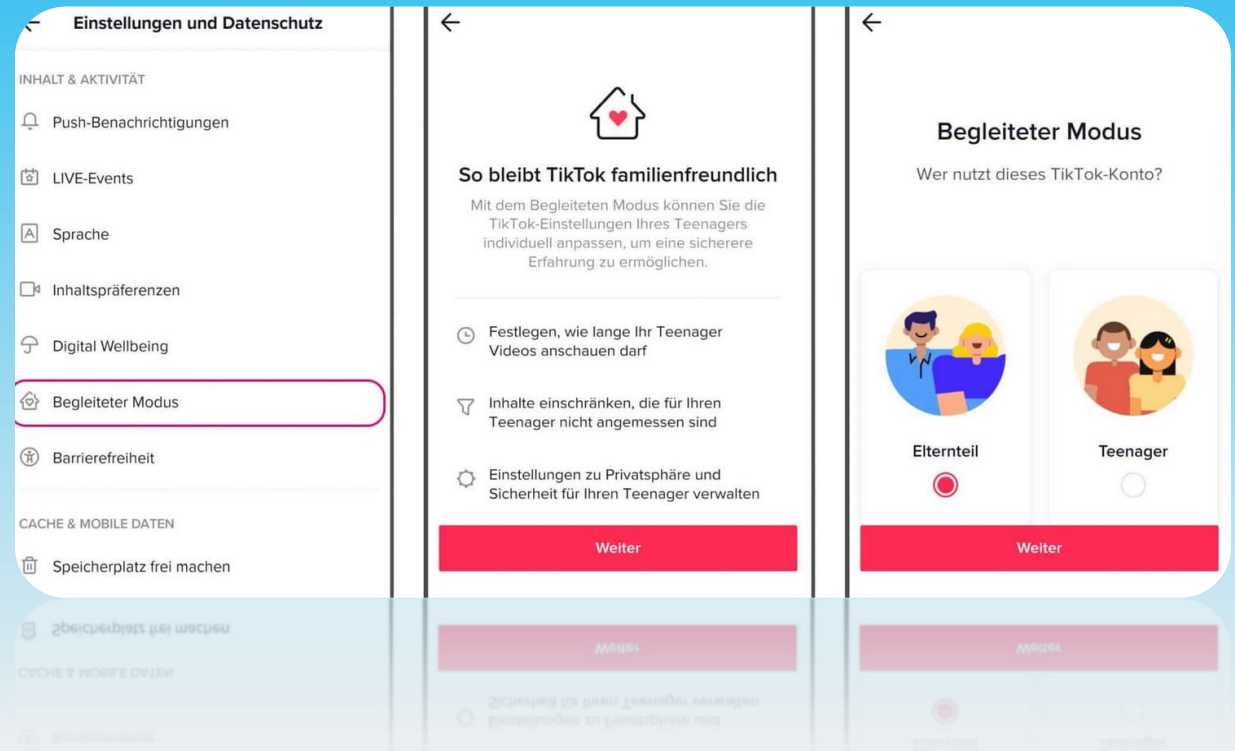 Einstellungen und Datenschutz
INHALT & AKTIVITÄT
Push-Benachrichtigungen
LIVE-Events
Sprache
Inhaltspräferenzen
Digital Wellbeing
Begleiteter Modus
Barrierefreiheit
CACHE & MOBILE DATEN
Speicherplatz frei machen
So bleibt TikTok familienfreundlich
Mit dem Begleiteten Modus können Sie die
TikTok-Einstellungen Ihres Teenagers
individuell anpassen, um eine sicherere
Erfahrung zu ermöglichen.
Festlegen, wie lange Ihr Teenager
Videos anschauen darf
Inhalte einschränken, die für Ihren
Teenager nicht angemessen sind
Einstellungen zu Privatsphäre und
Sicherheit für Ihren Teenager verwalten
Weiter
Begleiteter Modus
Wer nutzt dieses TikTok-Konto?
Elternteil
Teenager
Weiter